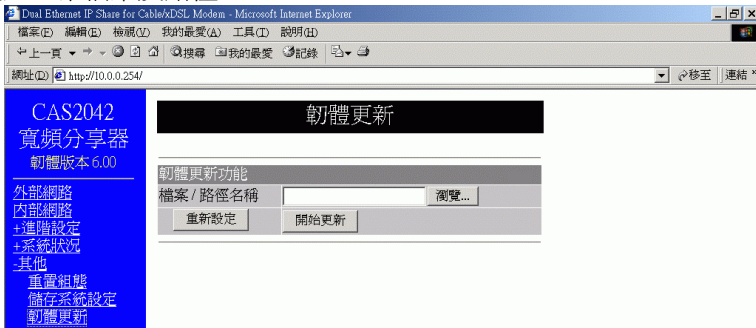 Dual Ethernet IP Share for Cable/xDSL Modem - Microsoft Internet Explorer
檔案(F) 編輯(E) 檢視(V) 我的最愛(A) 工具(T) 說明(H)
上一頁 搜尋 我的最愛 記錄
網址(D) http://10.0.0.254/ 移至 連結 »
CAS2042
寬頻分享器
韌體版本 6.00
外部網路
內部網路
+進階設定
+系統狀況
-其他
重置組態
儲存系統設定
韌體更新
韌體更新
韌體更新功能
檔案 / 路徑名稱 瀏覽...
重新設定 開始更新